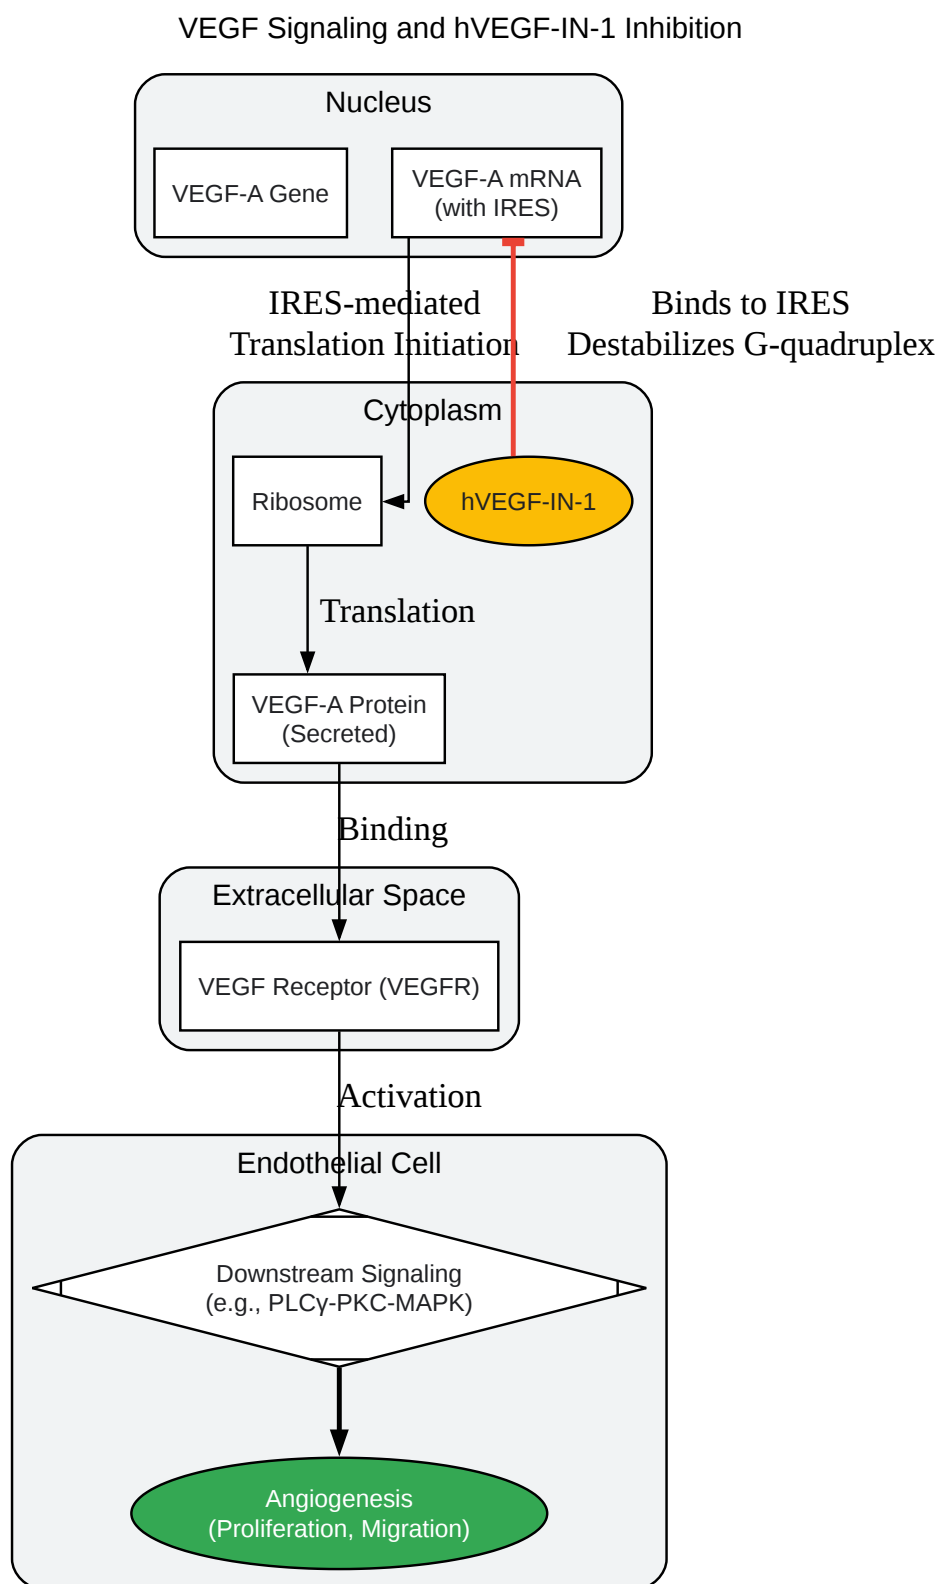 VEGF Signaling and hVEGF-IN-1 Inhibition
Nucleus
VEGF-A Gene
VEGF-A mRNA
(with IRES)
IRES-mediated
Translation Initiation
Binds to IRES
Destabilizes G-quadruplex
Cytoplasm
Ribosome
hVEGF-IN-1
Translation
VEGF-A Protein
(Secreted)
Binding
Extracellular Space
VEGF Receptor (VEGFR)
Activation
Endothelial Cell
Downstream Signaling
(e.g., PLCγ-PKC-MAPK)
Angiogenesis
(Proliferation, Migration)